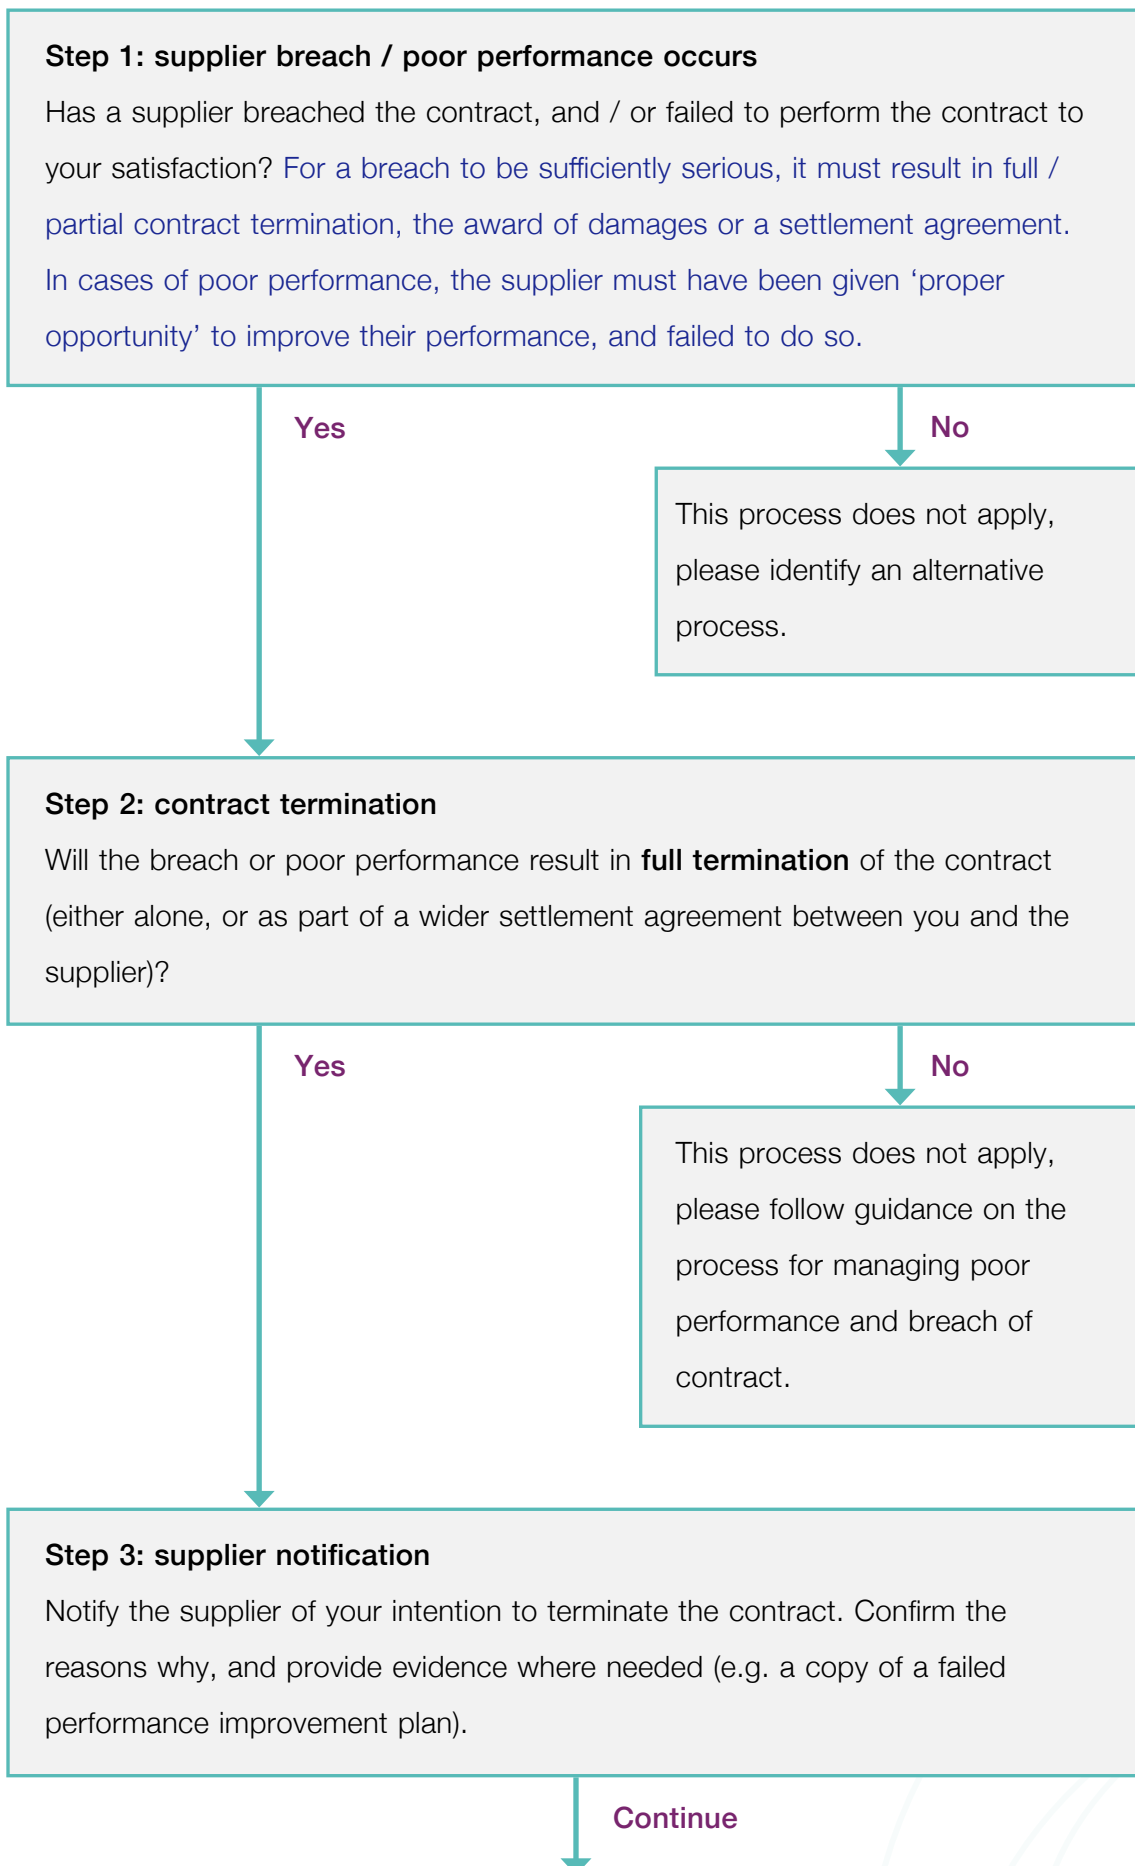 Step 1: supplier breach / poor performance occurs
Has a supplier breached the contract, and / or failed to perform the contract to
your satisfaction? For a breach to be sufficiently serious, it must result in full /
partial contract termination, the award of damages or a settlement agreement.
In cases of poor performance, the supplier must have been given ‘proper
opportunity’ to improve their performance, and failed to do so.
Yes
No
This process does not apply,
please identify an alternative
process.
Step 2: contract termination
Will the breach or poor performance result in full termination of the contract
(either alone, or as part of a wider settlement agreement between you and the
supplier)?
Yes
No
This process does not apply,
please follow guidance on the
process for managing poor
performance and breach of
contract.
Step 3: supplier notification
Notify the supplier of your intention to terminate the contract. Confirm the
reasons why, and provide evidence where needed (e.g. a copy of a failed
performance improvement plan).
Continue